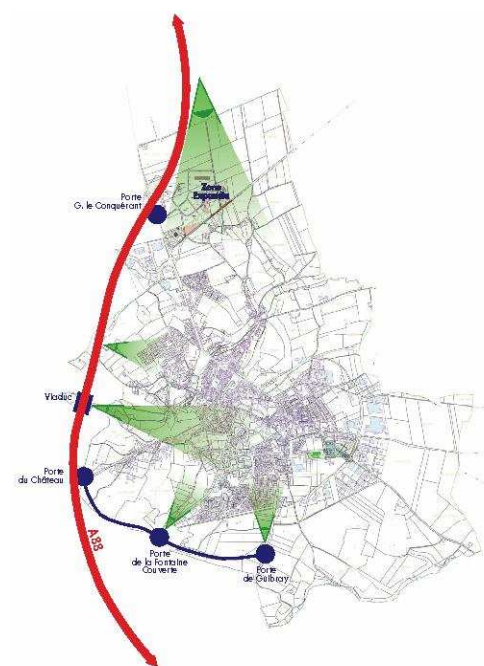 Porte
G. le Conquérant
Zone
Expansia
Viaduc
Porte
du Château
A88
Porte
de la Fontaine
Couverte
Porte
de Guibray